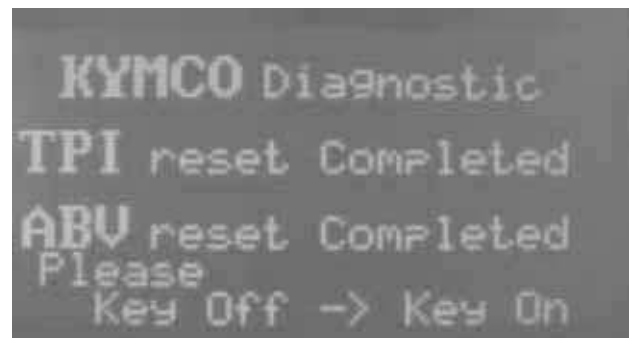 KYMCO Diagnostic
TPI reset Completed
ABV reset Completed
Please
Key Off -> Key On